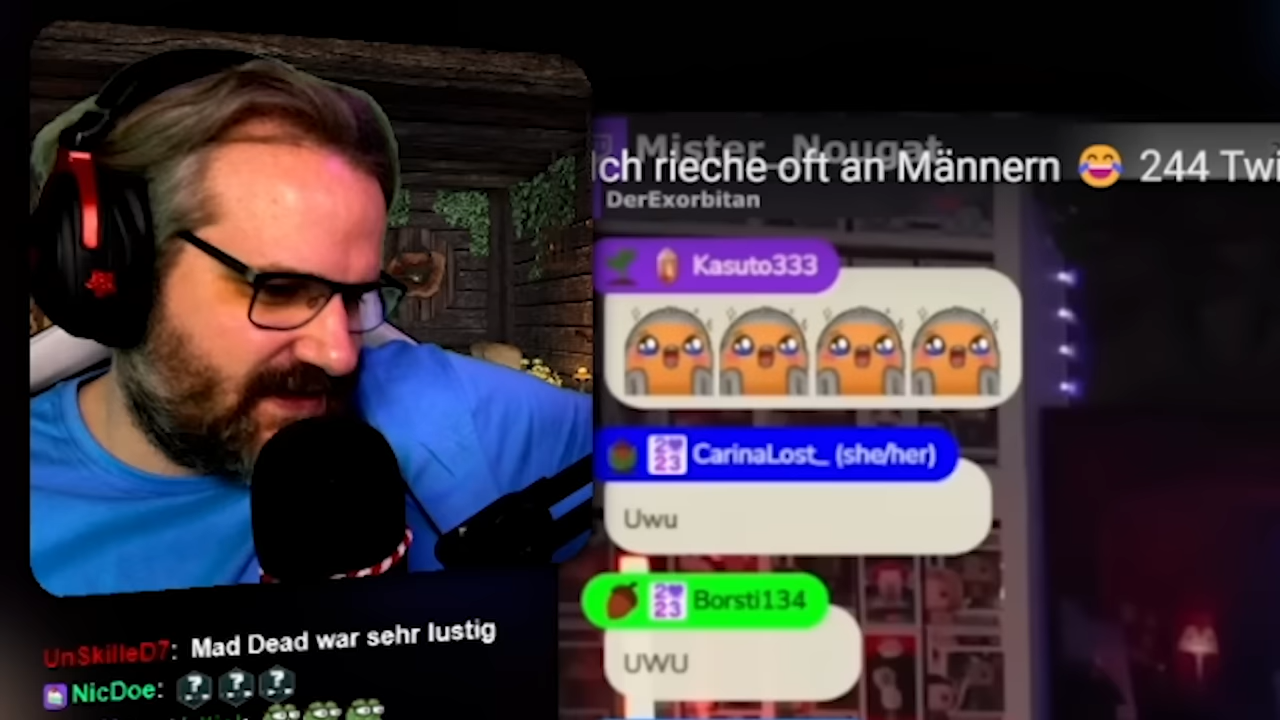 Mister_Nougat
Ich rieche oft an Männern 😂 244 Twi
DerExorbitan
Kasuto333
CarinaLost_ (she/her)
Uwu
Borsti134
UWU
UnSkilleD7: Mad Dead war sehr lustig
NicDoe: